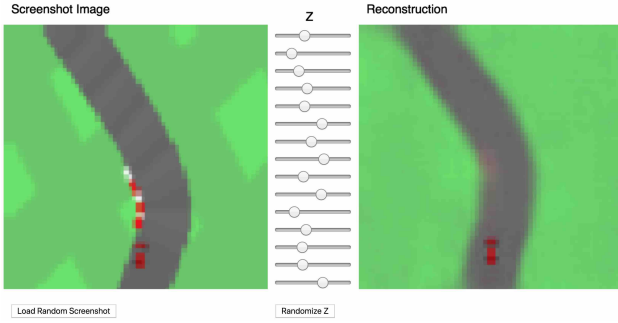 Screenshot Image
Z
Reconstruction
Load Random Screenshot
Randomize Z